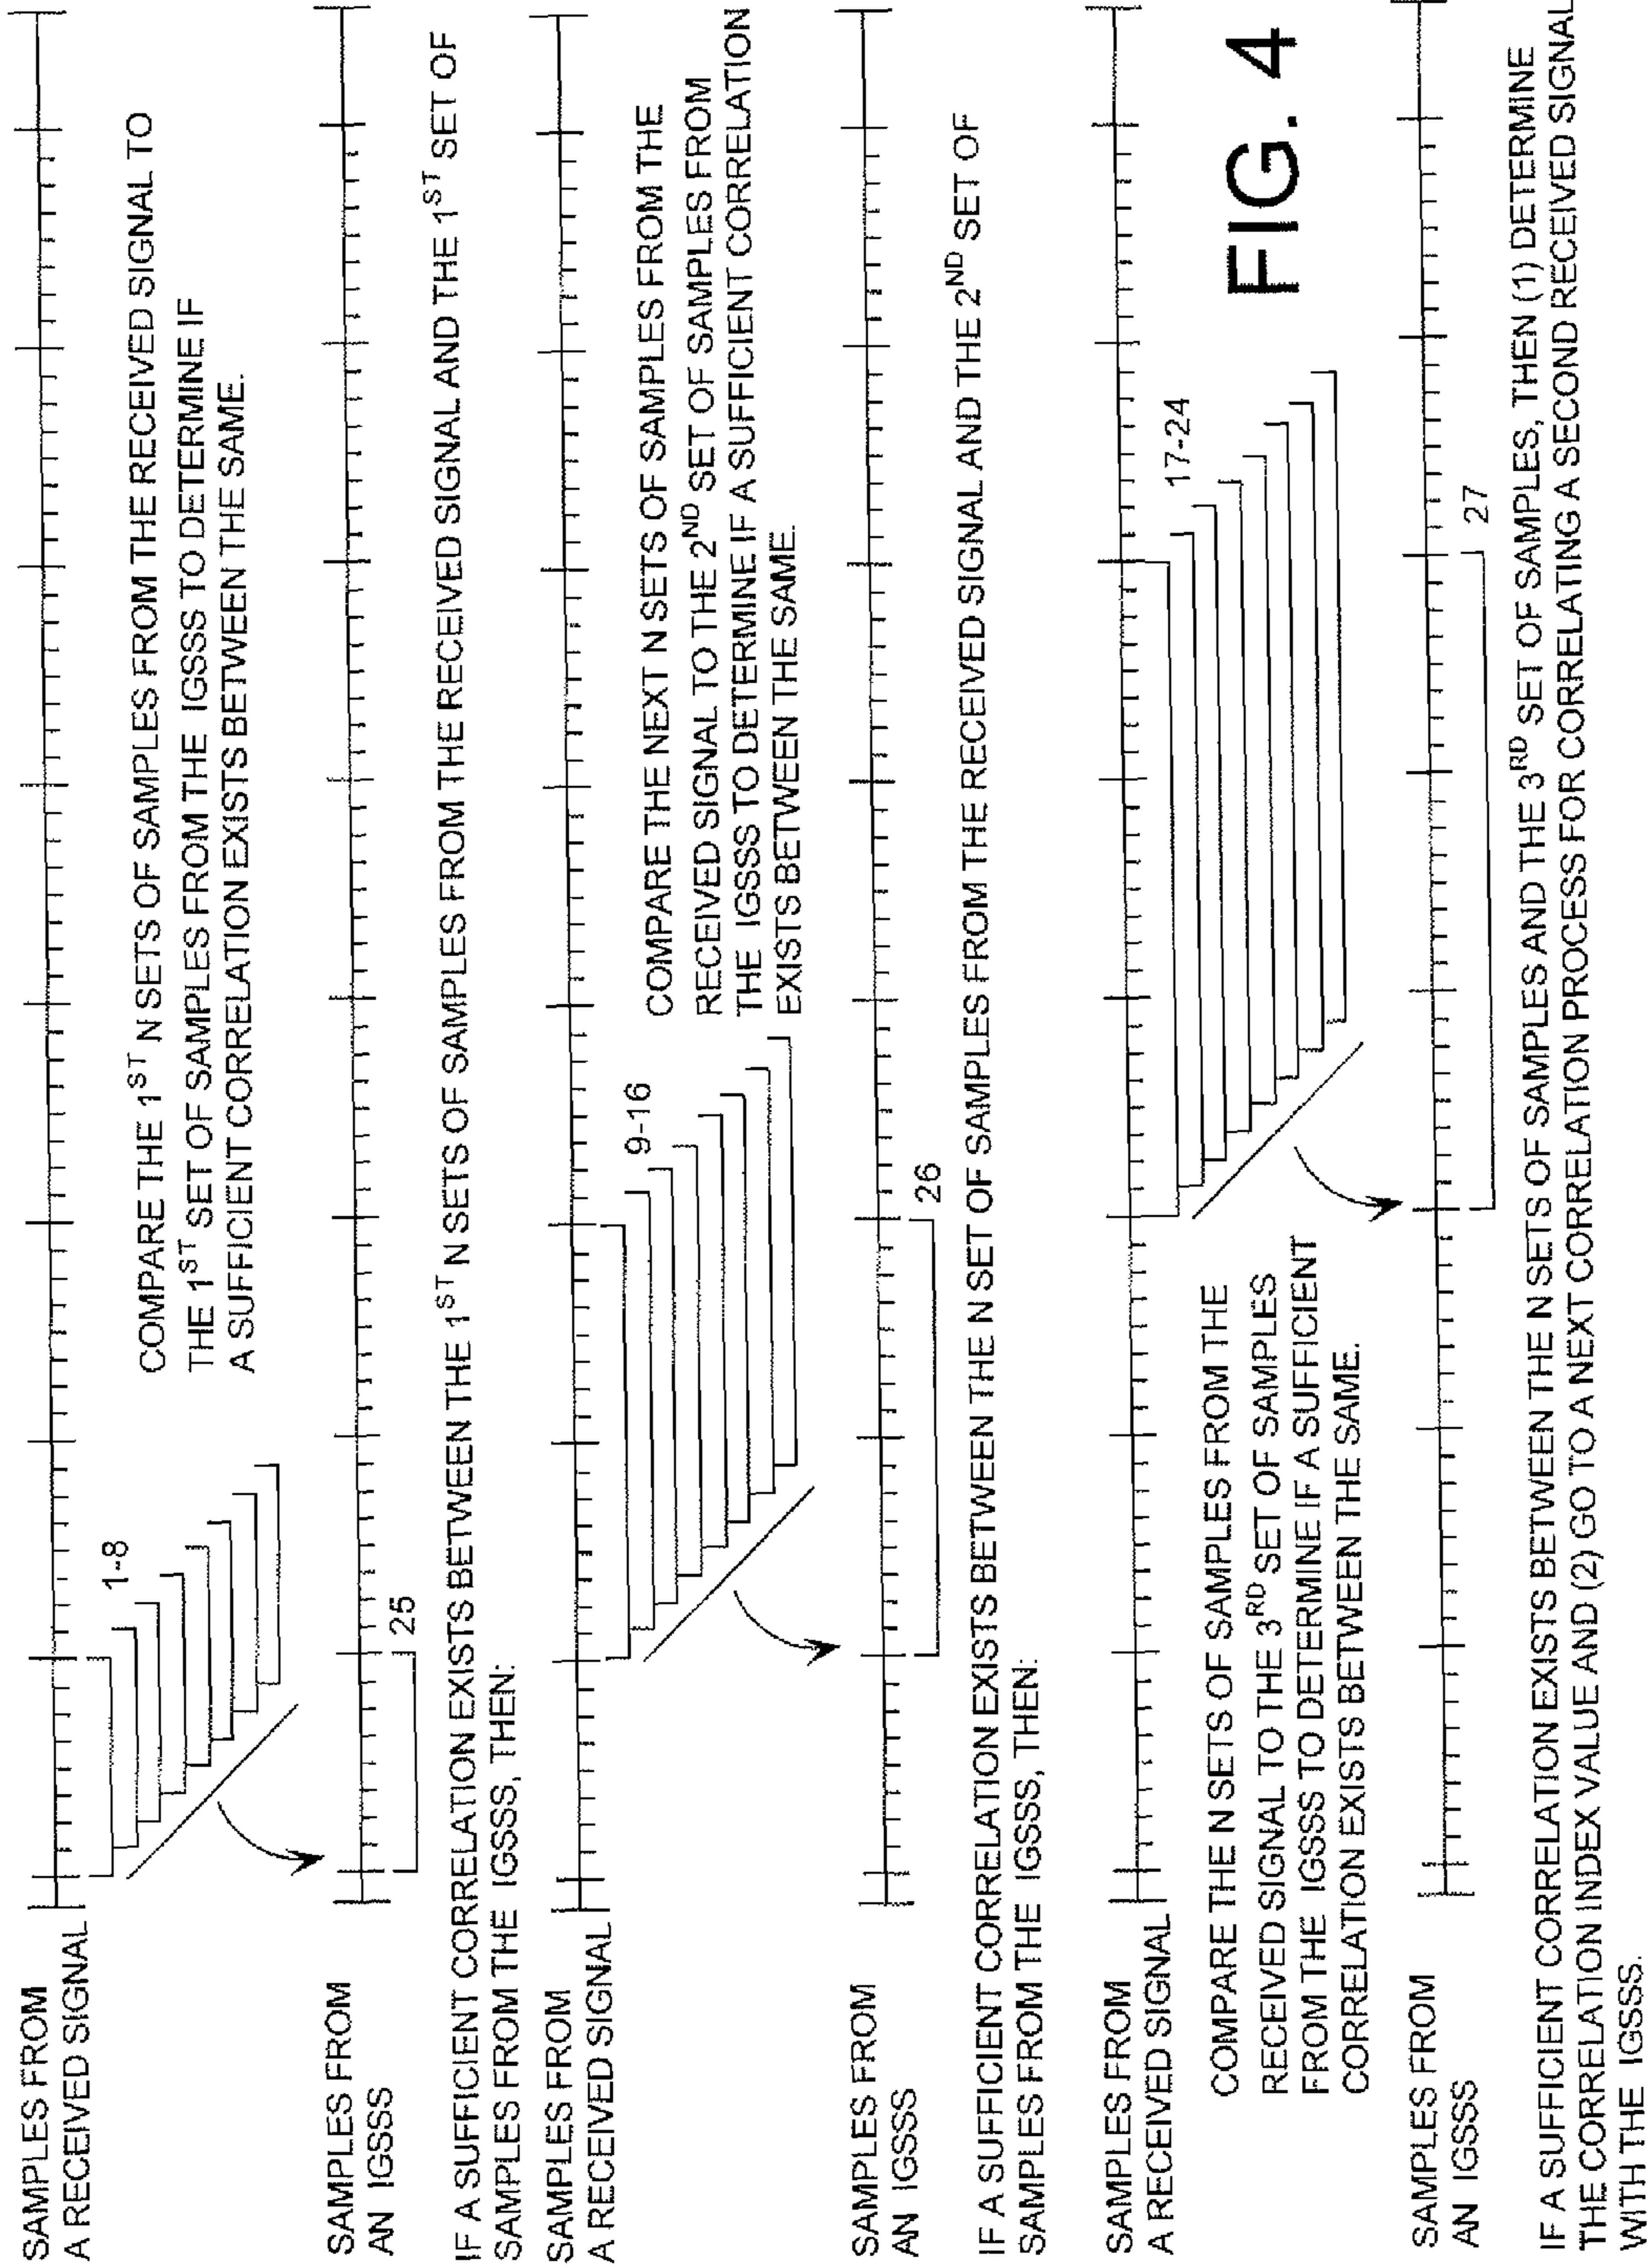 SAMPLES FROM
A RECEIVED SIGNAL
1-8
COMPARE THE 1ST N SETS OF SAMPLES FROM THE RECEIVED SIGNAL TO
THE 1ST SET OF SAMPLES FROM THE IGSSS TO DETERMINE IF
A SUFFICIENT CORRELATION EXISTS BETWEEN THE SAME.
SAMPLES FROM
AN IGSSS
25
IF A SUFFICIENT CORRELATION EXISTS BETWEEN THE 1ST N SETS OF SAMPLES FROM THE RECEIVED SIGNAL AND THE 1ST SET OF
SAMPLES FROM THE IGSSS, THEN:
SAMPLES FROM
A RECEIVED SIGNAL
9-16
COMPARE THE NEXT N SETS OF SAMPLES FROM THE
RECEIVED SIGNAL TO THE 2ND SET OF SAMPLES FROM
THE IGSSS TO DETERMINE IF A SUFFICIENT CORRELATION
EXISTS BETWEEN THE SAME.
SAMPLES FROM
AN IGSSS
26
IF A SUFFICIENT CORRELATION EXISTS BETWEEN THE N SET OF SAMPLES FROM THE RECEIVED SIGNAL AND THE 2ND SET OF
SAMPLES FROM THE IGSSS, THEN:
SAMPLES FROM
A RECEIVED SIGNAL
17-24
COMPARE THE N SETS OF SAMPLES FROM THE
RECEIVED SIGNAL TO THE 3RD SET OF SAMPLES
FROM THE IGSSS TO DETERMINE IF A SUFFICIENT
CORRELATION EXISTS BETWEEN THE SAME.
FIG. 4
SAMPLES FROM
AN IGSSS
27
IF A SUFFICIENT CORRELATION EXISTS BETWEEN THE N SETS OF SAMPLES AND THE 3RD SET OF SAMPLES, THEN (1) DETERMINE
THE CORRELATION INDEX VALUE AND (2) GO TO A NEXT CORRELATION PROCESS FOR CORRELATING A SECOND RECEIVED SIGNAL
WITH THE IGSSS.